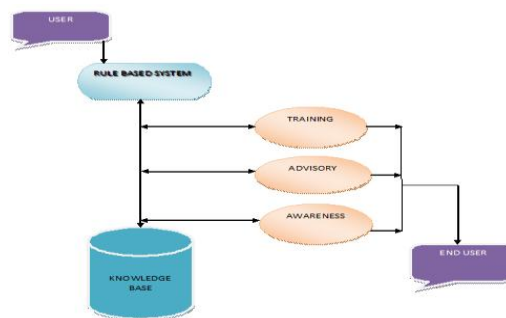 USER
RULE BASED SYSTEM
TRAINING
ADVISORY
AWARENESS
END USER
KNOWLEDGE
BASE